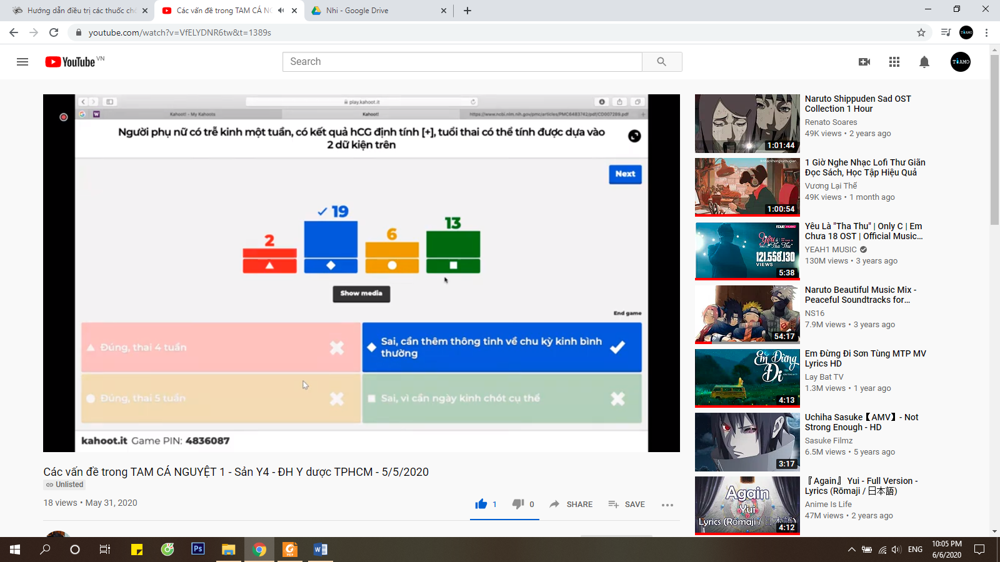 Hướng dẫn điều trị các thuốc ch
Các vấn đề trong TAM CÁ NG
Nhi - Google Drive
youtube.com/watch?v=VfELYDNR6tw&t=1389s
TIAMO
YouTube VN
Search
TIAMO
play.kahoot.it
Kahoot! - My Kahoots
Kahoot!
https://www.ncbi.nlm.nih.gov/pmc/articles/PMC6483742/pdf/CD007289.pdf
Người phụ nữ có trễ kinh một tuần, có kết quả hCG định tính [+], tuổi thai có thể tính được dựa vào
2 dữ kiện trên
Next
2
19
6
13
Show media
End game
Đúng, thai 4 tuần
Sai, cần thêm thông tinh về chu kỳ kinh bình
thường
Đúng, thai 5 tuần
Sai, vì cần ngày kinh chót cụ thể
kahoot.it Game PIN: 4836087
Các vấn đề trong TAM CÁ NGUYỆT 1 - Sản Y4 - ĐH Y dược TPHCM - 5/5/2020
Unlisted
18 views • May 31, 2020
1
0
SHARE
SAVE
1:01:44
Naruto Shippuden Sad OST
Collection 1 Hour
Renato Soares
49K views • 2 years ago
1:00:54
1 Giờ Nghe Nhạc Lofi Thư Giãn
Đọc Sách, Học Tập Hiệu Quả
Vương Lại Thế
49K views • 1 month ago
YEAH! MUSIC
Yêu Là
Tha Thu
121.558.130
VIEWS
5:38
Yêu Là "Tha Thu" | Only C | Em
Chưa 18 OST | Official Music...
YEAH1 MUSIC
130M views • 3 years ago
54:17
Naruto Beautiful Music Mix -
Peaceful Soundtracks for...
NS16
7.9M views • 3 years ago
Em Đừng
Đi
4:13
Em Đừng Đi Sơn Tùng MTP MV
Lyrics HD
Lay Bat TV
1.3M views • 1 year ago
3:17
Uchiha Sasuke【AMV】- Not
Strong Enough - HD
Sasuke Filmz
6.5M views • 5 years ago
Again
Yui
Lyrics (Rōmaji / 日本語)
4:12
『Again』 Yui - Full Version -
Lyrics (Rōmaji / 日本語)
Anime Is Life
47M views • 2 years ago
Ps
ENG
10:05 PM
6/6/2020